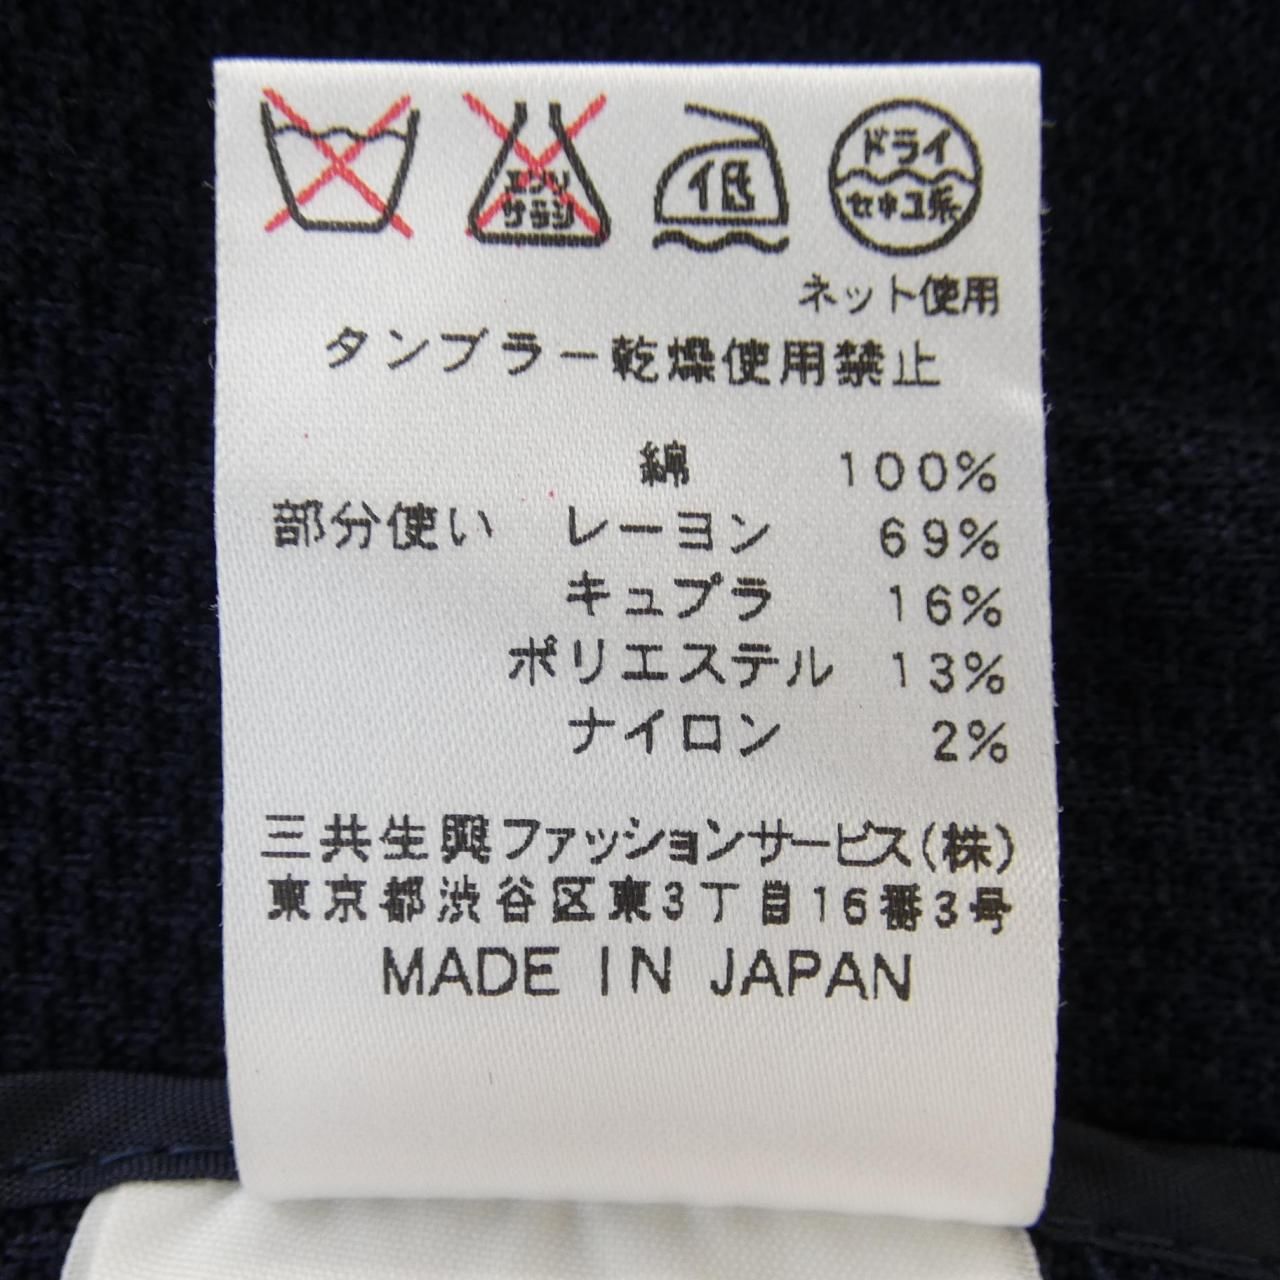 エンソ
サラシ
低
ドライ
セキユ系
ネット使用
タンブラー乾燥使用禁止
綿 100%
部分使い レーヨン 69%
キュプラ 16%
ポリエステル 13%
ナイロン 2%
三共生興ファッションサービス(株)
東京都渋谷区東3丁目16番3号
MADE IN JAPAN